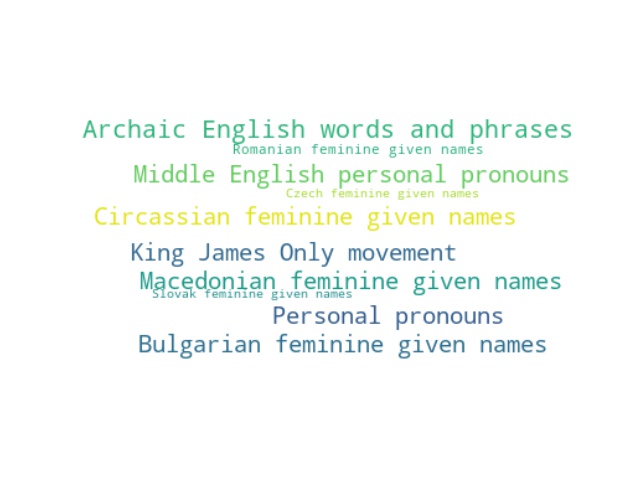 Archaic English words and phrases
Romanian feminine given names
Middle English personal pronouns
Czech feminine given names
Circassian feminine given names
King James Only movement
Macedonian feminine given names
Slovak feminine given names
Personal pronouns
Bulgarian feminine given names